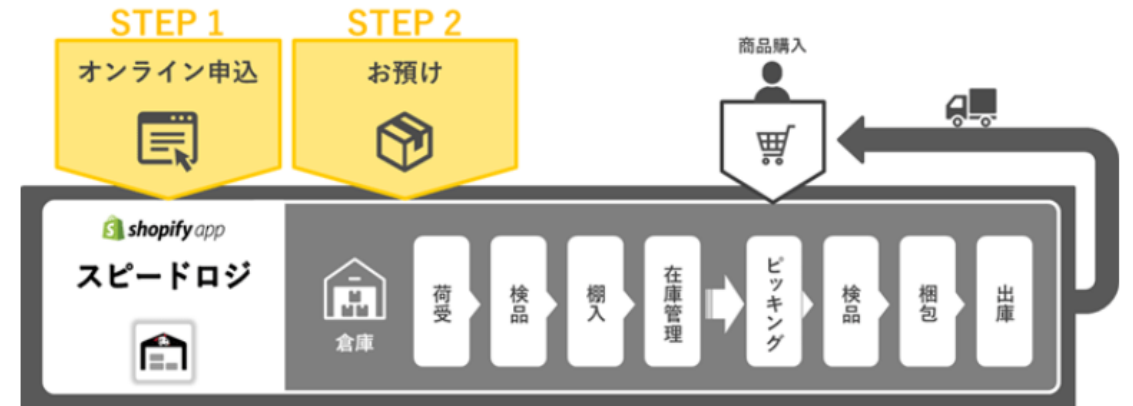 STEP 1
オンライン申込
STEP 2
お預け
商品購入
shopify app
スピードロジ
倉庫
荷受
検品
棚入
在庫管理
ピッキング
検品
梱包
出庫